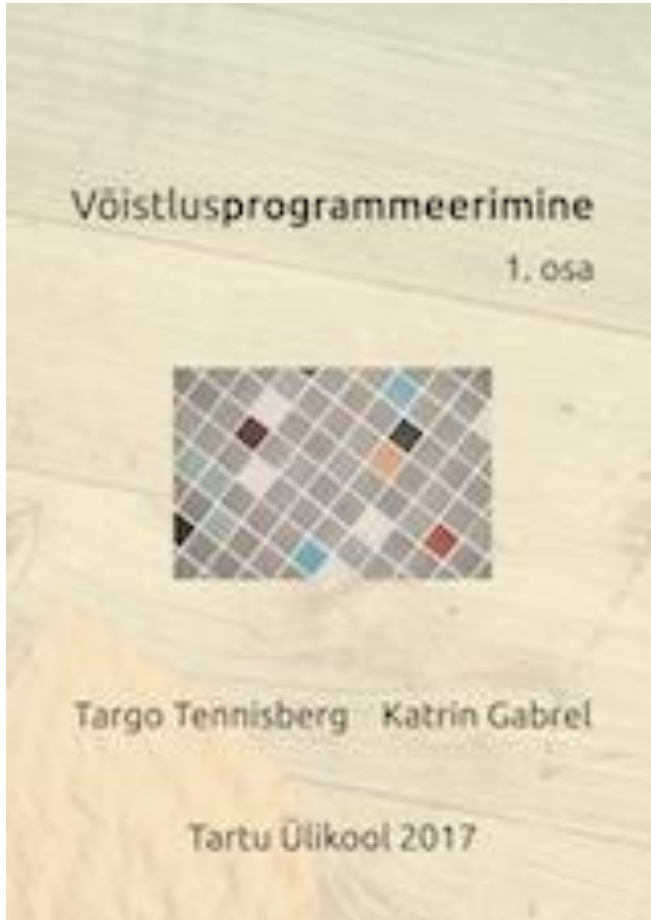 Võistlusprogrammeerimine
1. osa
Targo Tennisberg Katrin Gabrel
Tartu Ülikool 2017